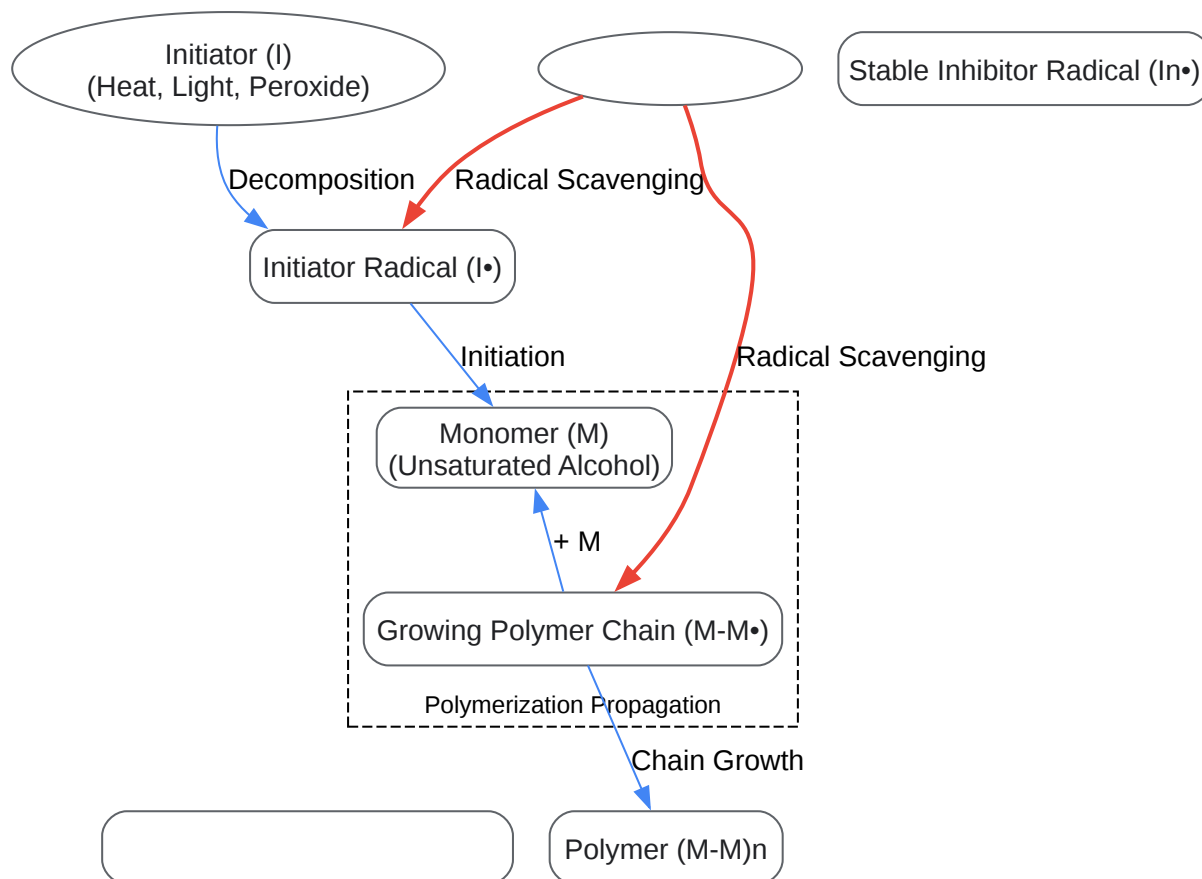 Initiator (I)
(Heat, Light, Peroxide)
Stable Inhibitor Radical (In•)
Decomposition
Radical Scavenging
Initiator Radical (I•)
Initiation
Radical Scavenging
Monomer (M)
(Unsaturated Alcohol)
+ M
Growing Polymer Chain (M-M•)
Polymerization Propagation
Chain Growth
Polymer (M-M)n